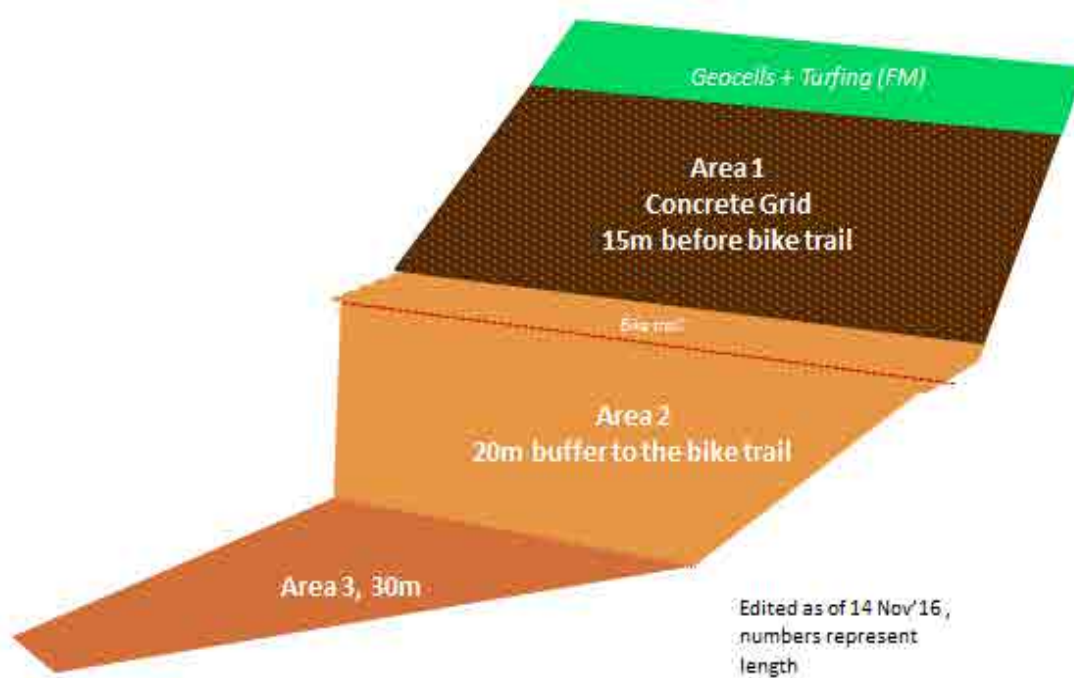 Geocells + Turfing (FM)
Area 1
Concrete Grid
15m before bike trail
Bike trail
Area 2
20m buffer to the bike trail
Area 3, 30m
Edited as of 14 Nov'16 ,
numbers represent
length